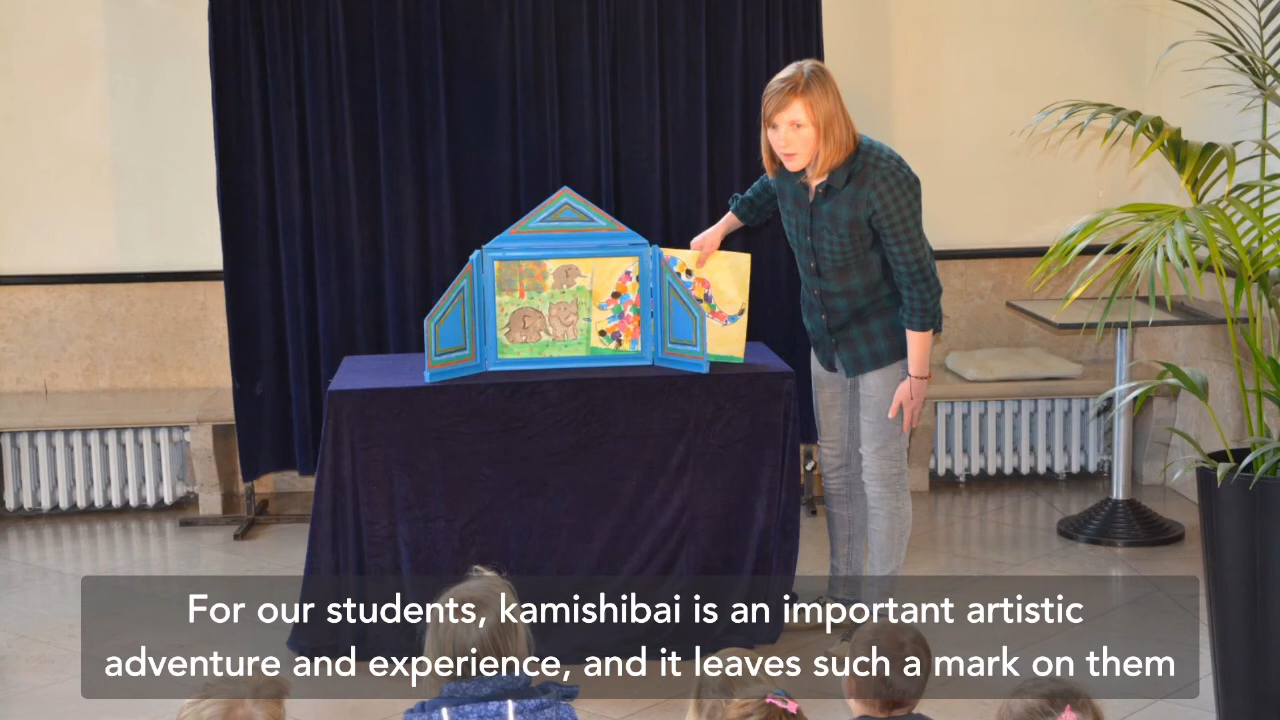 For our students, kamishibai is an important artistic
adventure and experience, and it leaves such a mark on them